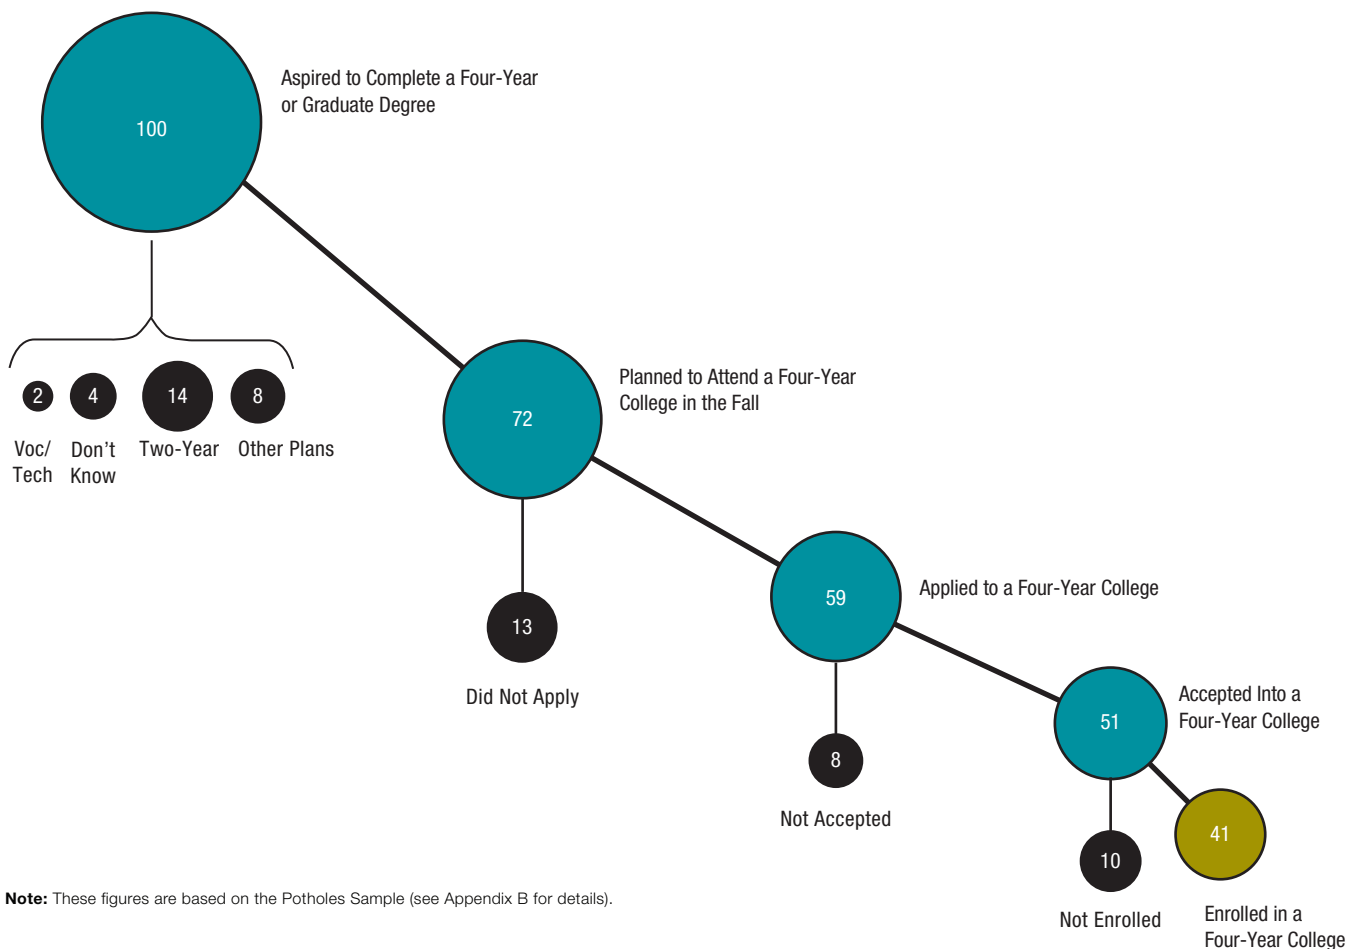 Aspired to Complete a Four-Year
or Graduate Degree
100
2
4
14
8
Voc/
Tech
Don't
Know
Two-Year
Other Plans
Planned to Attend a Four-Year
College in the Fall
72
13
Did Not Apply
59
Applied to a Four-Year College
8
Not Accepted
Accepted Into a
Four-Year College
51
10
Not Enrolled
41
Enrolled in a
Four-Year College
Note: These figures are based on the Potholes Sample (see Appendix B for details).